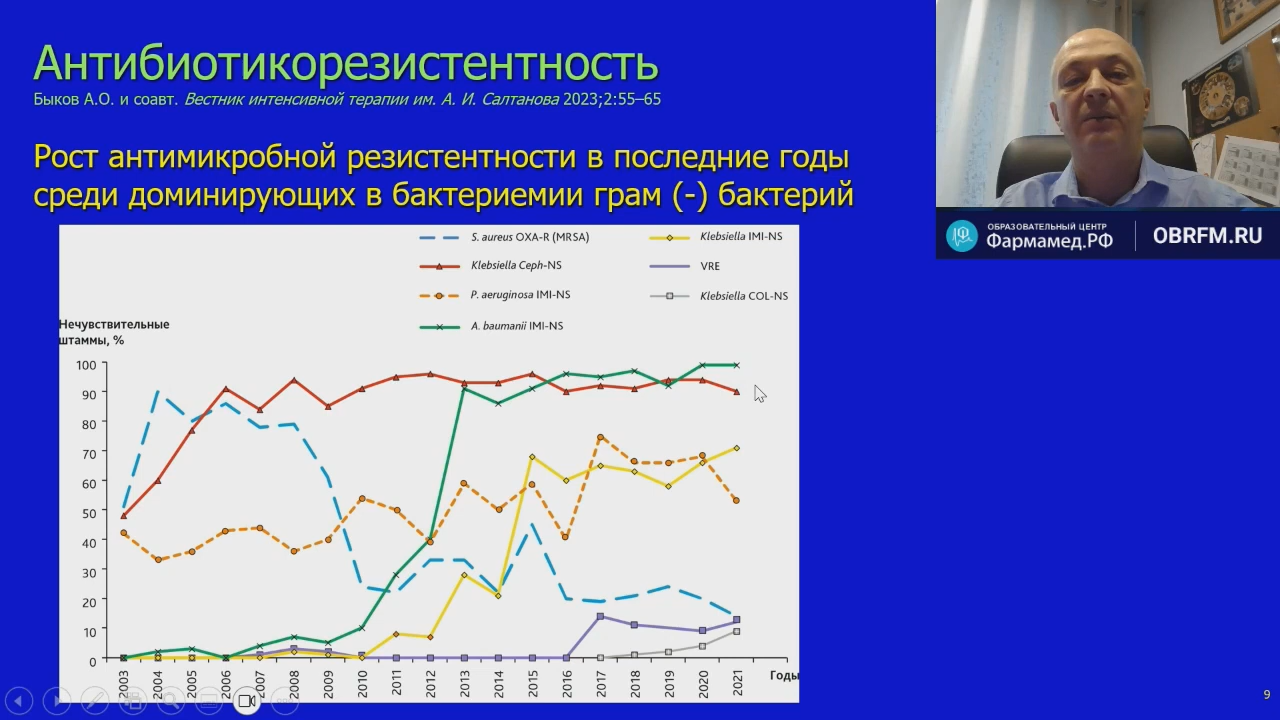 Антибиотикорезистентность
Быков А.О. и соавт. Вестник интенсивной терапии им. А. И. Салтанова 2023;2:55–65
Рост антимикробной резистентности в последние годы
среди доминирующих в бактериемии грам (-) бактерий
ОБРАЗОВАТЕЛЬНЫЙ ЦЕНТР
Фармамед.РФ
OBRFM.RU
S. aureus OXA-R (MRSA)
Klebsiella IMI-NS
Klebsiella Ceph-NS
VRE
P. aeruginosa IMI-NS
Klebsiella COL-NS
A. baumanii IMI-NS
Нечувствительные
штаммы, %
100
90
80
70
60
50
40
30
20
10
0
2003 2004 2005 2006 2007 2008 2009 2010 2011 2012 2013 2014 2015 2016 2017 2018 2019 2020 2021
Годы
9